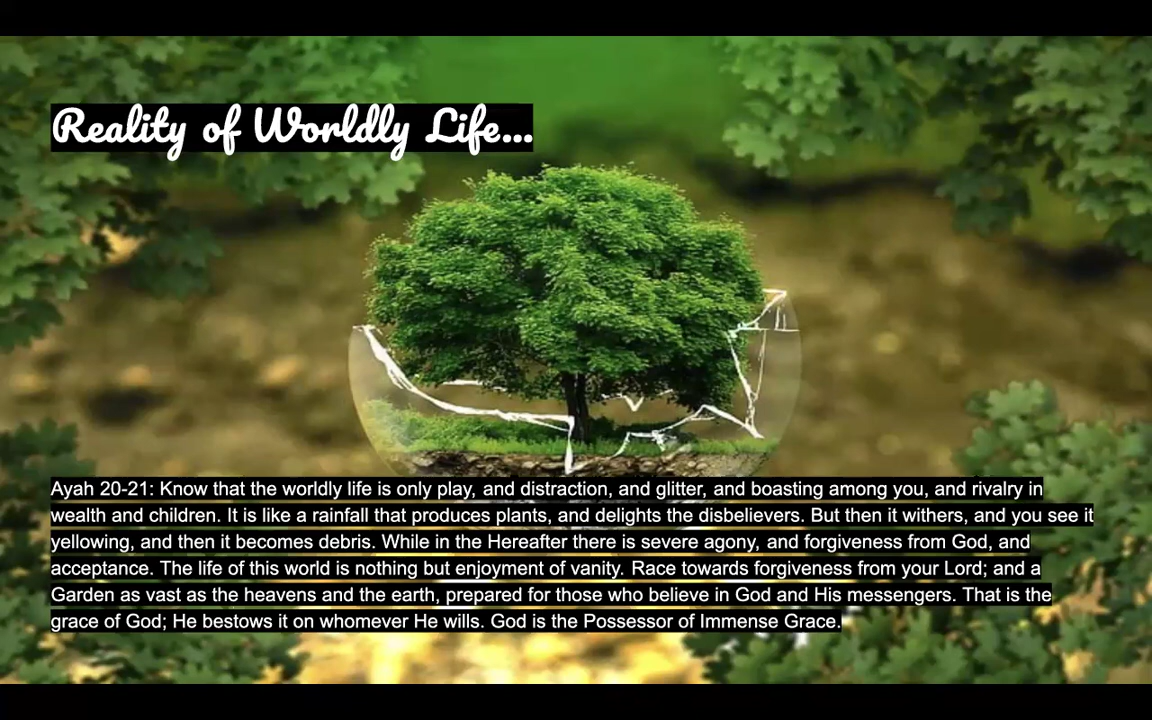 Reality of Worldly Life...
Ayah 20-21: Know that the worldly life is only play, and distraction, and glitter, and boasting among you, and rivalry in
wealth and children. It is like a rainfall that produces plants, and delights the disbelievers. But then it withers, and you see it
yellowing, and then it becomes debris. While in the Hereafter there is severe agony, and forgiveness from God, and
acceptance. The life of this world is nothing but enjoyment of vanity. Race towards forgiveness from your Lord; and a
Garden as vast as the heavens and the earth, prepared for those who believe in God and His messengers. That is the
grace of God; He bestows it on whomever He wills. God is the Possessor of Immense Grace.